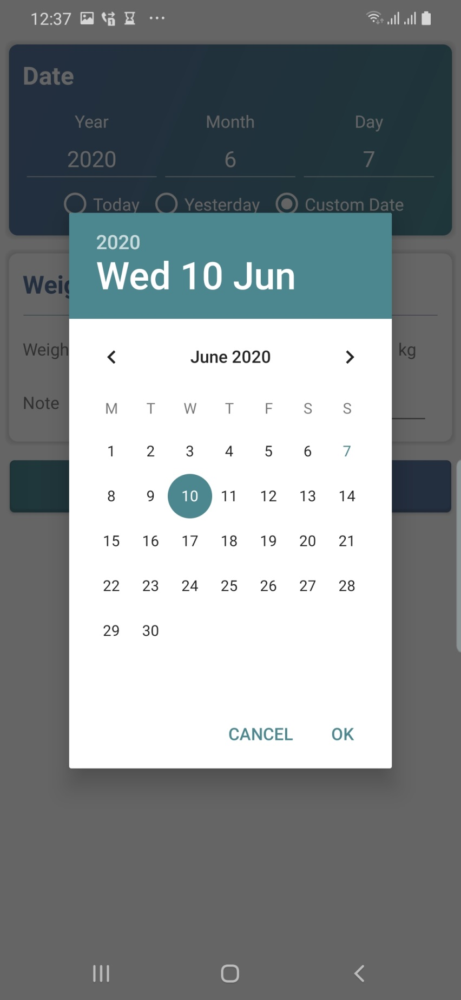 12:37
Date
Year Month Day
2020 6 7
Today Yesterday Custom Date
2020
Wed 10 Jun
Weig
June 2020
Weigh kg
Note
M T W T F S S
1 2 3 4 5 6 7
8 9 10 11 12 13 14
15 16 17 18 19 20 21
22 23 24 25 26 27 28
29 30
CANCEL OK